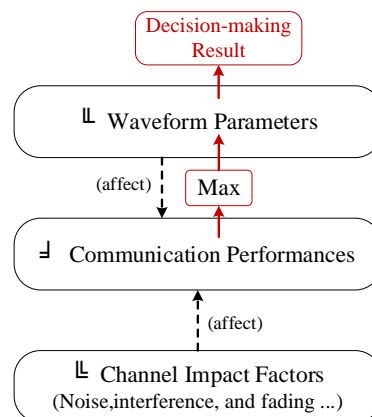 Decision-making
Result
╙ Waveform Parameters
(affect)
Max
╛ Communication Performances
(affect)
╙ Channel Impact Factors
(Noise,interference, and fading ...)